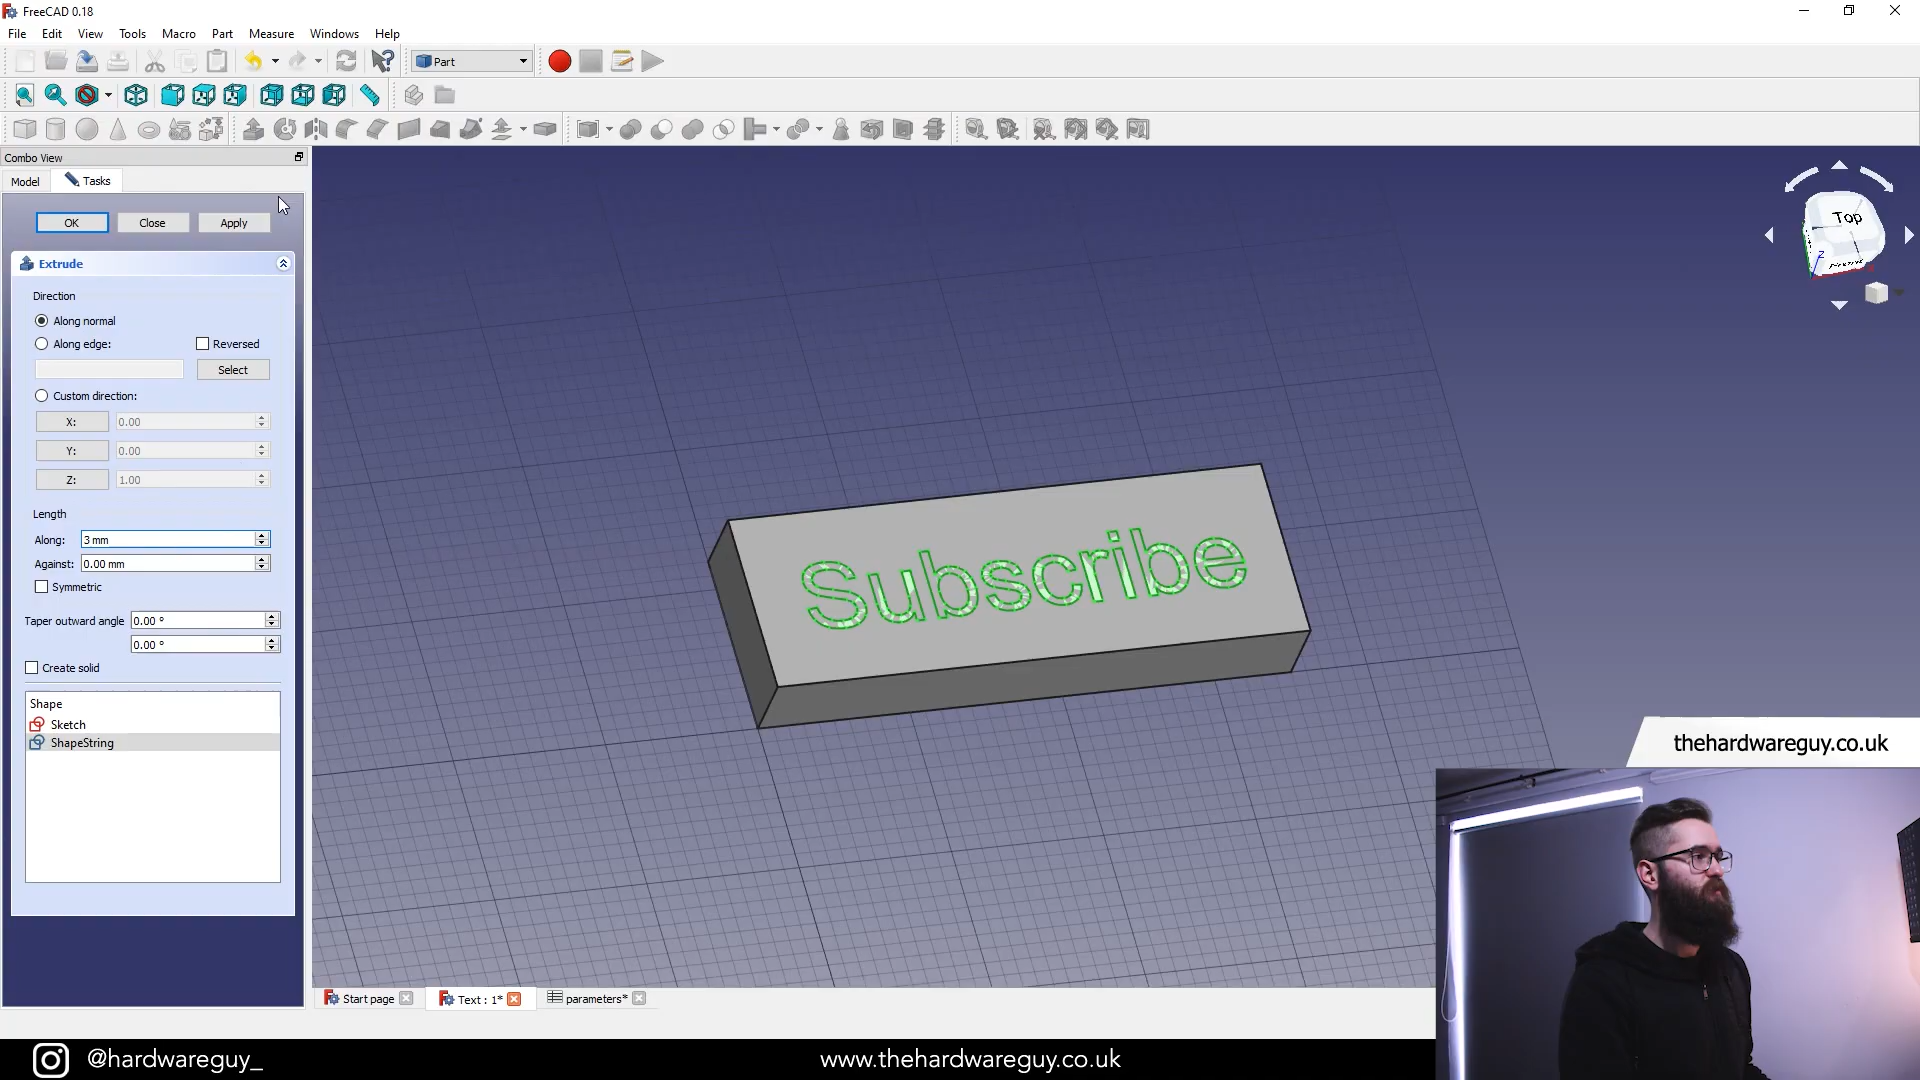 FreeCAD 0.18
File Edit View Tools Macro Part Measure Windows Help
Part
Combo View
Model Tasks
OK Close Apply
Extrude
Direction
Along normal
Along edge: Reversed
Select
Custom direction:
X: 0.00
Y: 0.00
Z: 1.00
Length
Along: 3 mm
Against: 0.00 mm
Symmetric
Taper outward angle 0.00 °
0.00 °
Create solid
Shape
Sketch
ShapeString
Subscribe
Top
Z
thehardwareguy.co.uk
Start page Text : 1* parameters*
@hardwareguy_ www.thehardwareguy.co.uk